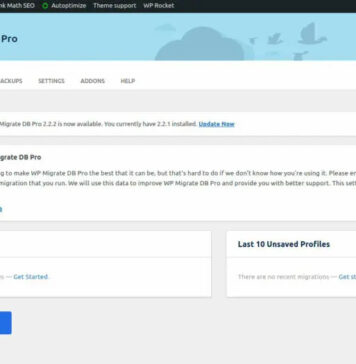 nk Math SEO Autoptimize Theme support WP Rocket
Pro
ACKUPS SETTINGS ADDONS HELP
Migrate DB Pro 2.2.2 is now available. You currently have 2.2.1 installed. Update Now
grate DB Pro
g to make WP Migrate DB Pro the best that it can be, but that's hard to do if we don't know how you're using it. Please en
migration that you run. We will use this data to improve WP Migrate DB Pro and provide you with better support. This set
Last 10 Unsaved Profiles
es — Get Started.
There are no recent migrations — Get st